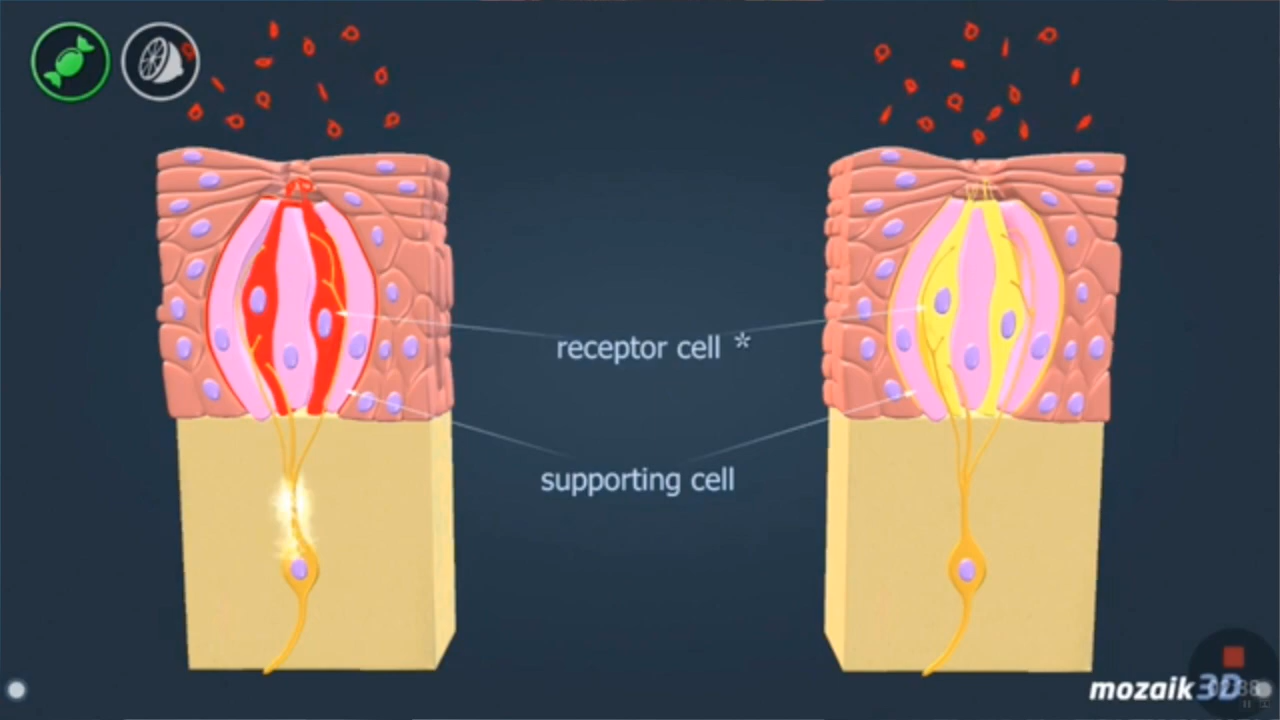 receptor cell *
supporting cell
mozaik3D